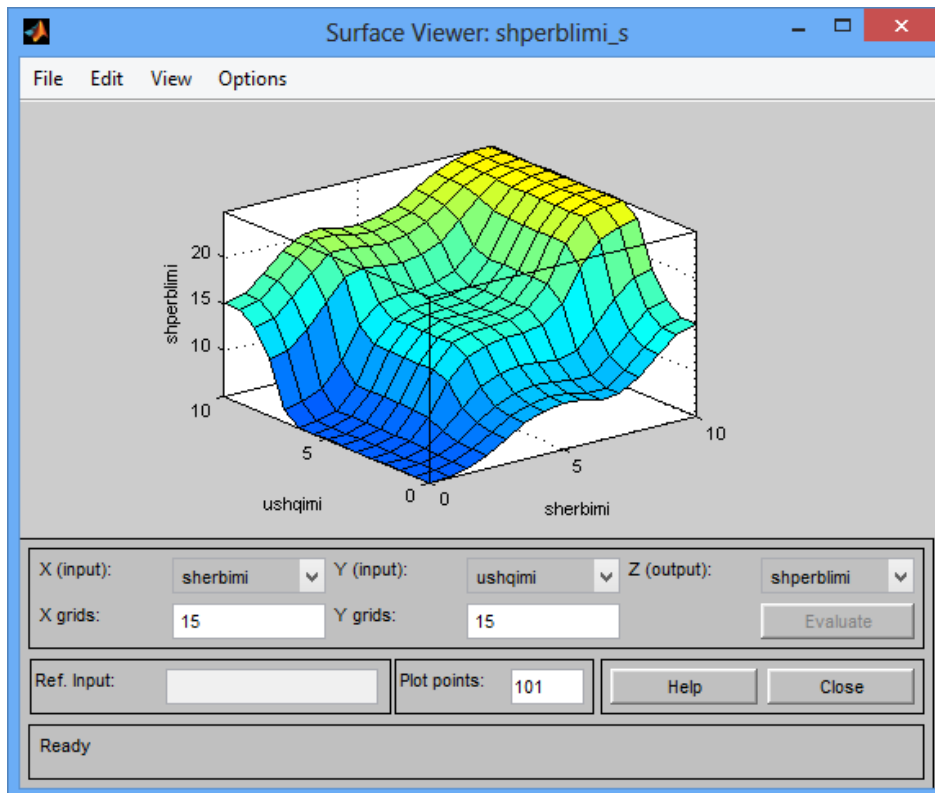 Surface Viewer: shperblimi_s
File Edit View Options
20
15
10
shperblimi
10
5
0
ushqimi
0
5
10
sherbimi
X (input): sherbimi Y (input): ushqimi Z (output): shperblimi
X grids: 15 Y grids: 15 Evaluate
Ref. Input: Plot points: 101 Help Close
Ready